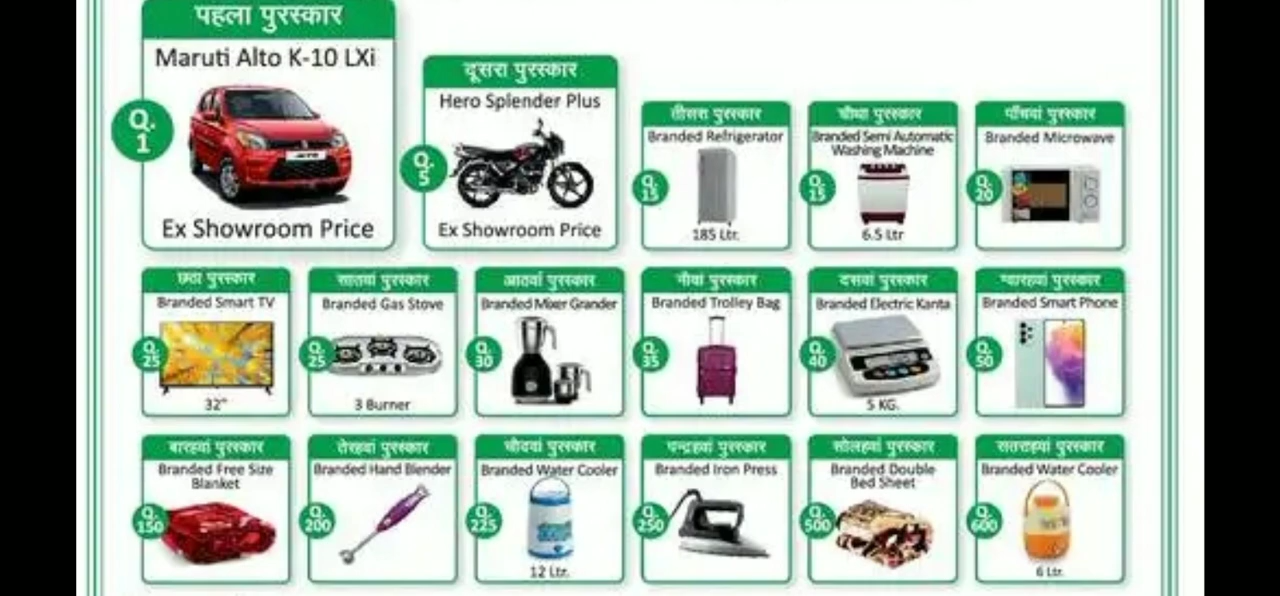 पहला पुरस्कार
Maruti Alto K-10 LXi
Q.
1
ALTO
Ex Showroom Price
दूसरा पुरस्कार
Hero Splender Plus
Q.
5
Ex Showroom Price
तीसरा पुरस्कार
Branded Refrigerator
Q.
15
185 Ltr.
चौथा पुरस्कार
Branded Semi Automatic
Washing Machine
Q.
15
6.5 Ltr
पाँचवां पुरस्कार
Branded Microwave
Q.
20
छठा पुरस्कार
Branded Smart TV
Q.
25
32"
सातवां पुरस्कार
Branded Gas Stove
Q.
25
3 Burner
आठवां पुरस्कार
Branded Mixer Grander
Q.
30
नौवां पुरस्कार
Branded Trolley Bag
Q.
35
दसवां पुरस्कार
Branded Electric Kanta
Q.
40
5 KG.
ग्यारहवां पुरस्कार
Branded Smart Phone
Q.
50
बारहवां पुरस्कार
Branded Free Size
Blanket
Q.
150
तेरहवां पुरस्कार
Branded Hand Blender
Q.
200
चौदवां पुरस्कार
Branded Water Cooler
Q.
225
12 Ltr.
पन्द्रहवां पुरस्कार
Branded Iron Press
Q.
250
सोलहवां पुरस्कार
Branded Double
Bed Sheet
Q.
500
सतराहवां पुरस्कार
Branded Water Cooler
Q.
600
6 Ltr.